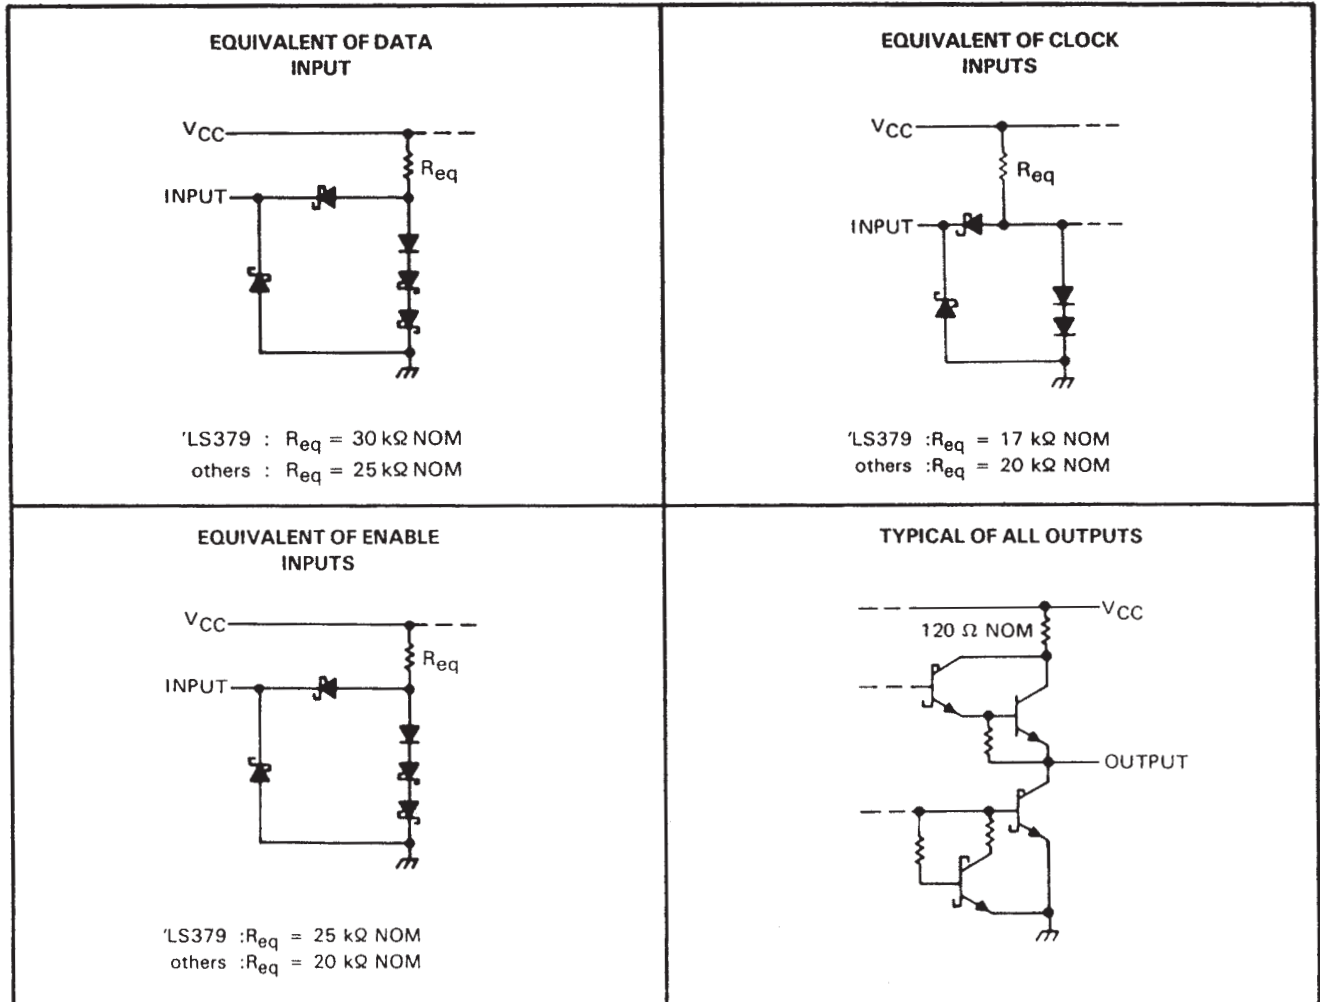 EQUIVALENT OF DATA
INPUT
VCC
Req
INPUT
'LS379 : Req = 30 kΩ NOM
others : Req = 25 kΩ NOM
EQUIVALENT OF CLOCK
INPUTS
VCC
Req
INPUT
'LS379 :Req = 17 kΩ NOM
others :Req = 20 kΩ NOM
EQUIVALENT OF ENABLE
INPUTS
VCC
Req
INPUT
'LS379 :Req = 25 kΩ NOM
others :Req = 20 kΩ NOM
TYPICAL OF ALL OUTPUTS
VCC
120 Ω NOM
OUTPUT